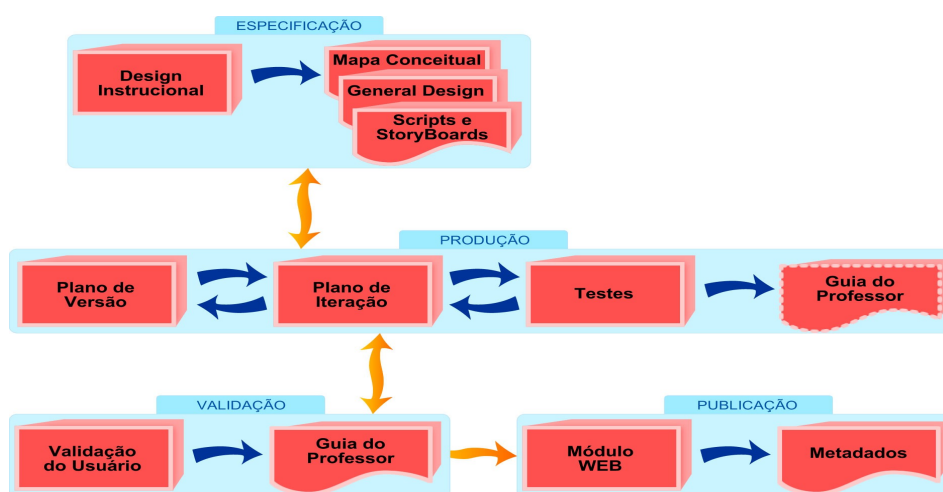 ESPECIFICAÇÃO
Design
Instrucional
Mapa Conceitual
General Design
Scripts e
StoryBoards
PRODUÇÃO
Plano de
Versão
Plano de
Iteração
Testes
Guia do
Professor
VALIDAÇÃO
Validação
do Usuário
Guia do
Professor
PUBLICAÇÃO
Módulo
WEB
Metadados